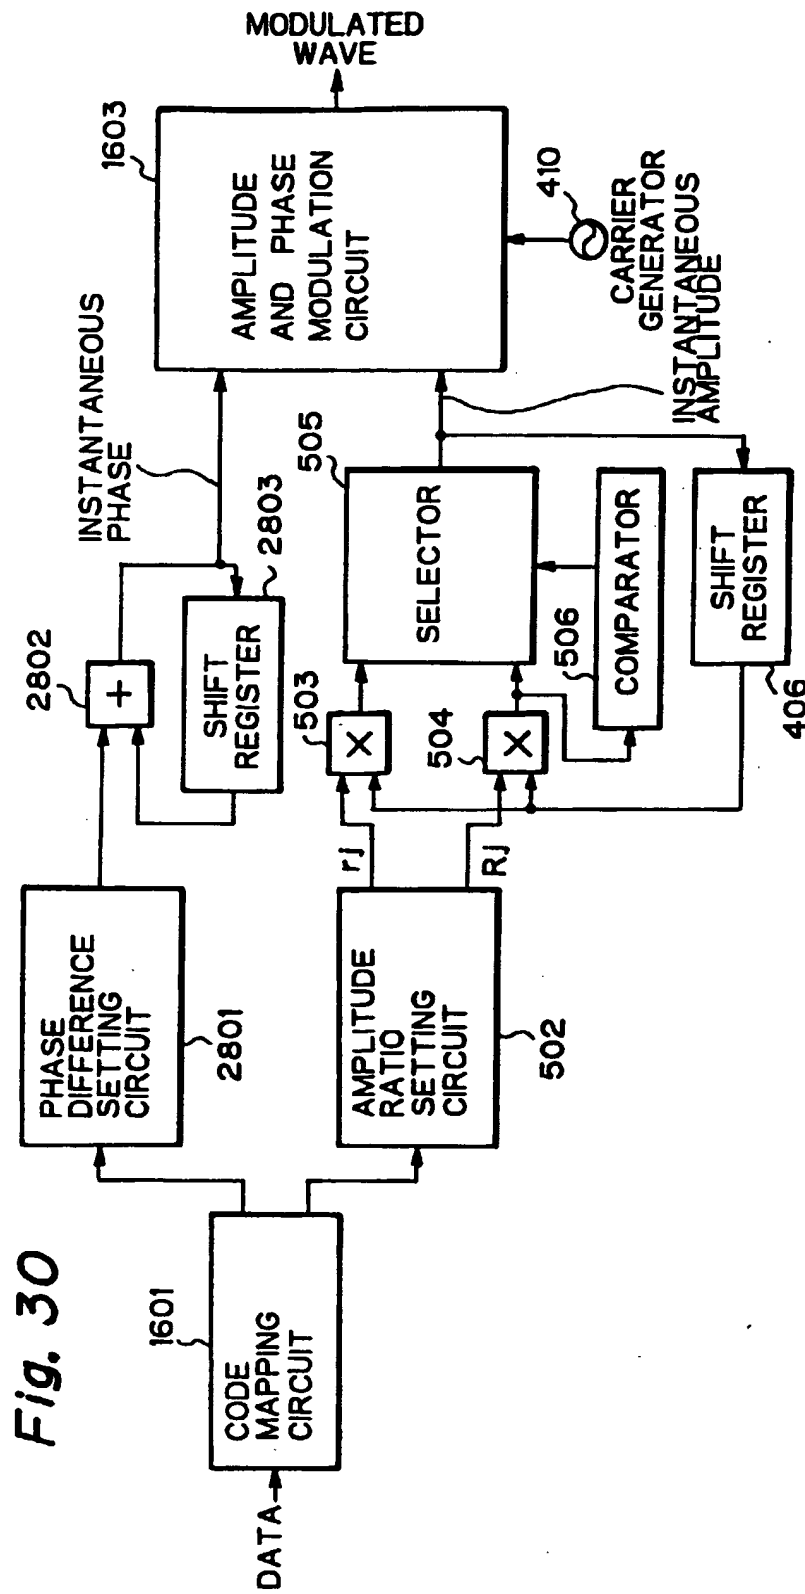 Fig. 30
DATA
1601
CODE
MAPPING
CIRCUIT
PHASE
DIFFERENCE
SETTING
CIRCUIT
2801
AMPLITUDE
RATIO
SETTING
CIRCUIT
502
rj
Rj
2802
+
SHIFT
REGISTER
2803
INSTANTANEOUS
PHASE
503
X
504
X
505
SELECTOR
506
COMPARATOR
SHIFT
REGISTER
406
INSTANTANEOUS
AMPLITUDE
1603
AMPLITUDE
AND PHASE
MODULATION
CIRCUIT
410
CARRIER
GENERATOR
MODULATED
WAVE